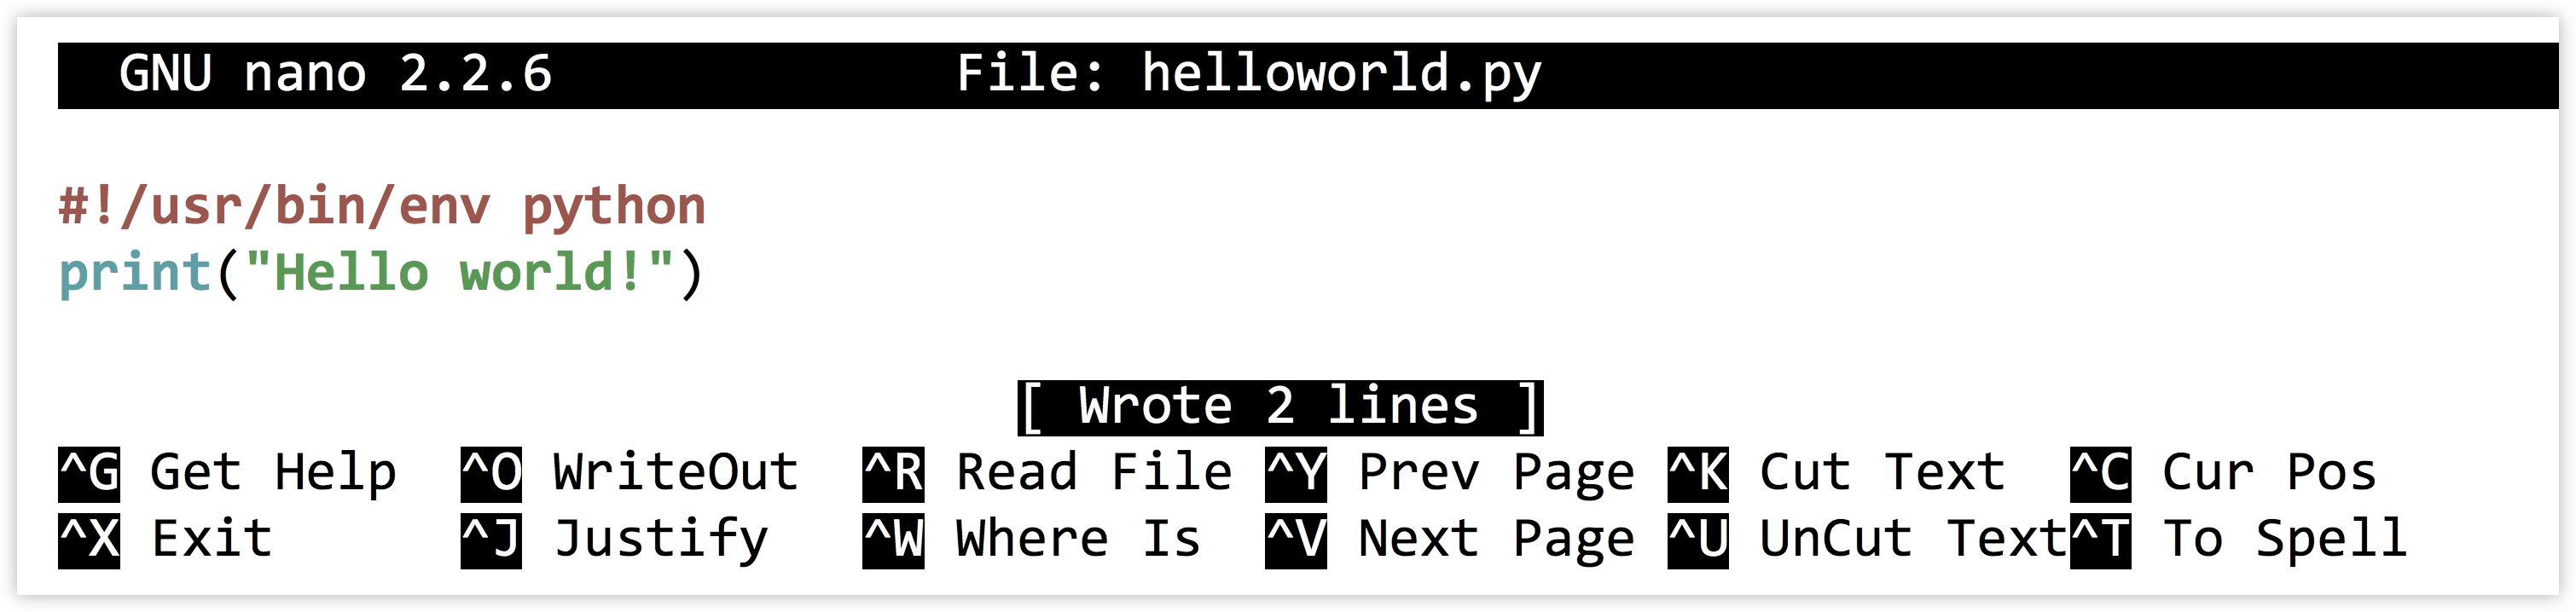 GNU nano 2.2.6 File: helloworld.py
#!/usr/bin/env python
print("Hello world!")
[ Wrote 2 lines ]
^G Get Help ^O WriteOut ^R Read File ^Y Prev Page ^K Cut Text ^C Cur Pos
^X Exit ^J Justify ^W Where Is ^V Next Page ^U UnCut Text ^T To Spell